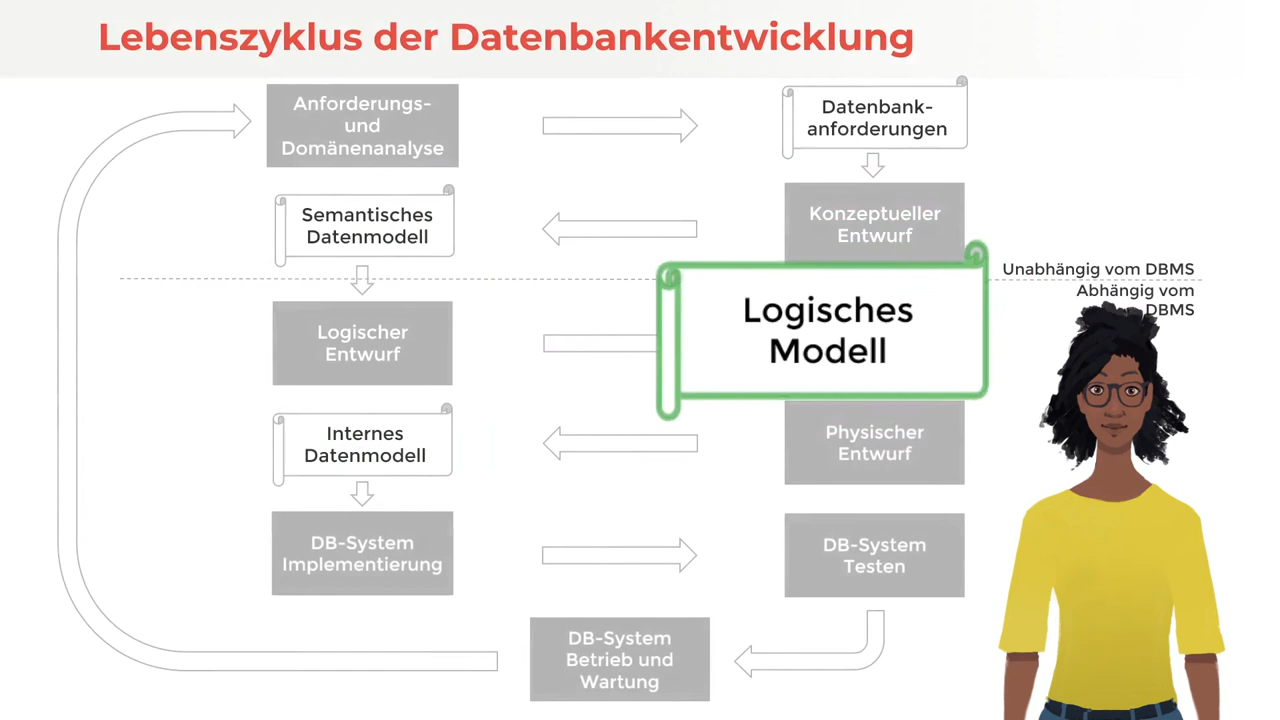 Lebenszyklus der Datenbankentwicklung
Anforderungs-
und
Domänenanalyse
Datenbank-
anforderungen
Semantisches
Datenmodell
Konzeptueller
Entwurf
Unabhängig vom DBMS
Abhängig vom
DBMS
Logischer
Entwurf
Logisches
Modell
Internes
Datenmodell
Physischer
Entwurf
DB-System
Implementierung
DB-System
Testen
DB-System
Betrieb und
Wartung